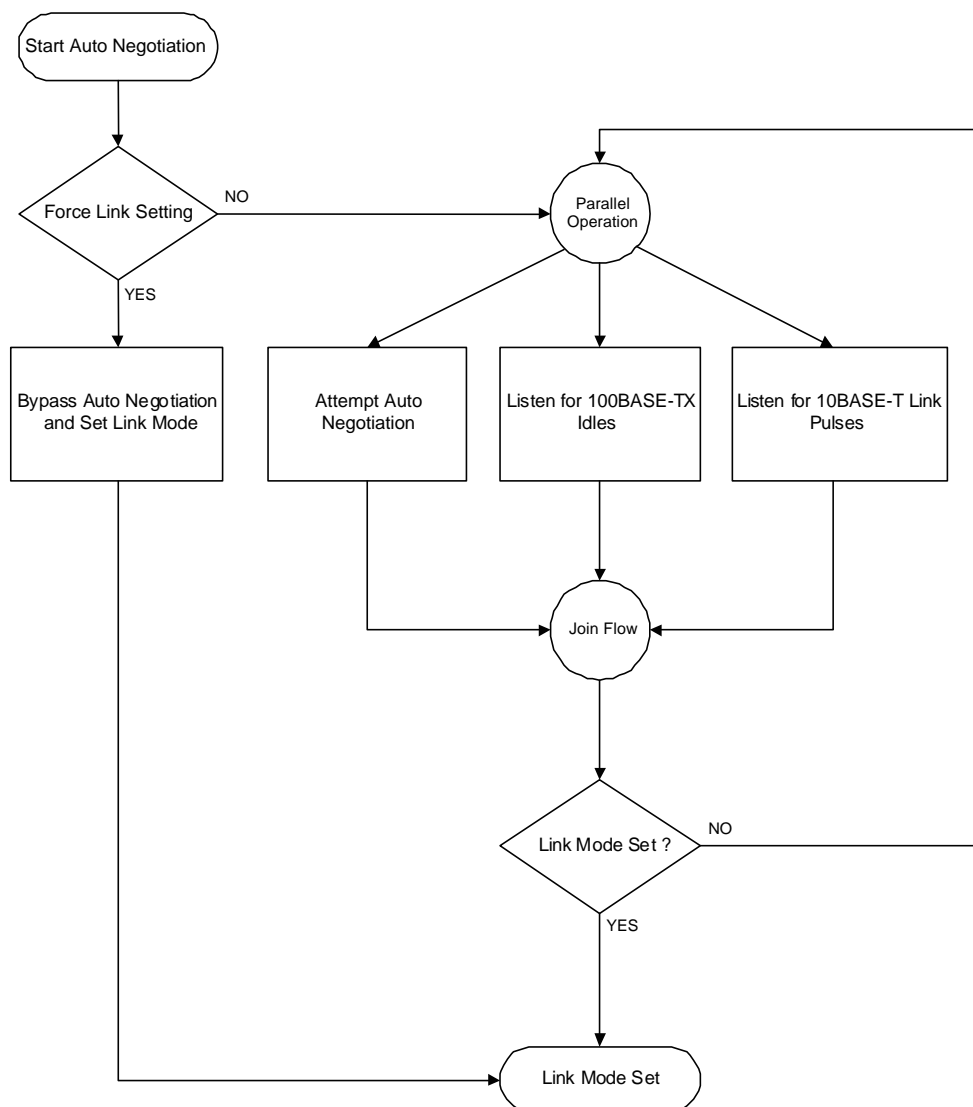 Start Auto Negotiation
Force Link Setting
NO
YES
Parallel
Operation
Bypass Auto Negotiation
and Set Link Mode
Attempt Auto
Negotiation
Listen for 100BASE-TX
Idles
Listen for 10BASE-T Link
Pulses
Join Flow
Link Mode Set ?
NO
YES
Link Mode Set